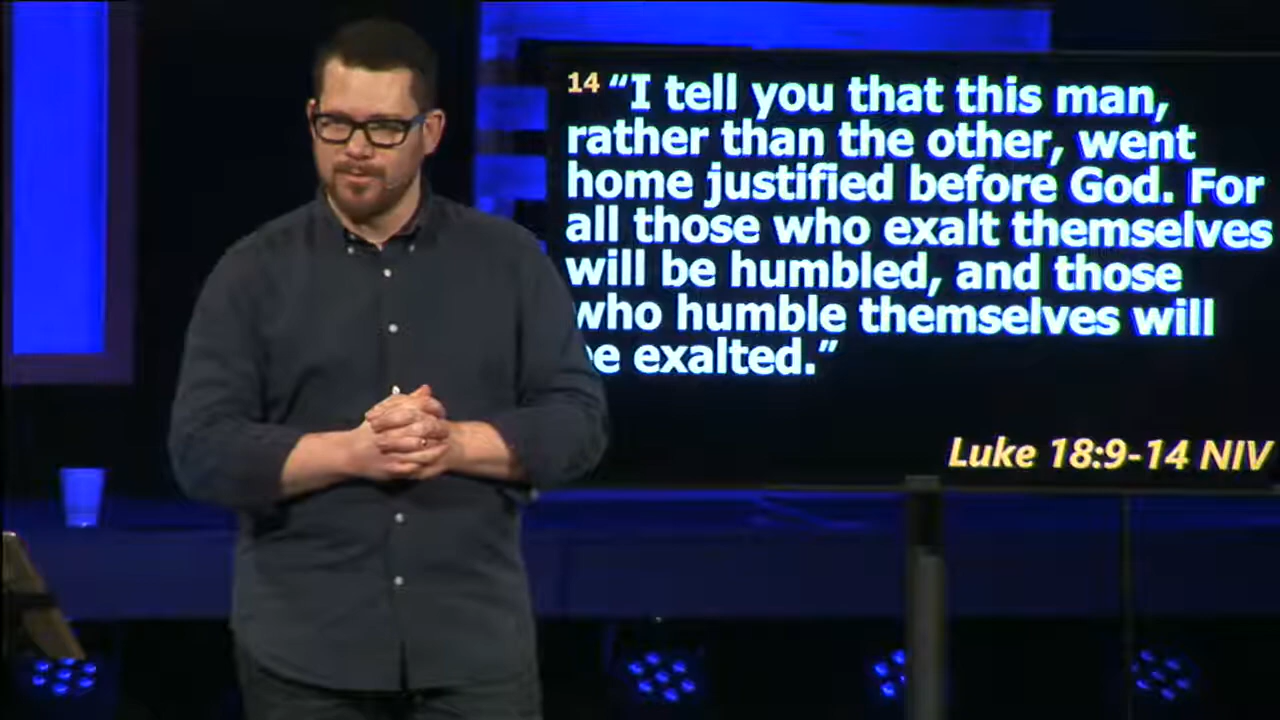 14 “I tell you that this man,
rather than the other, went
home justified before God. For
all those who exalt themselves
will be humbled, and those
who humble themselves will
be exalted.”
Luke 18:9-14 NIV